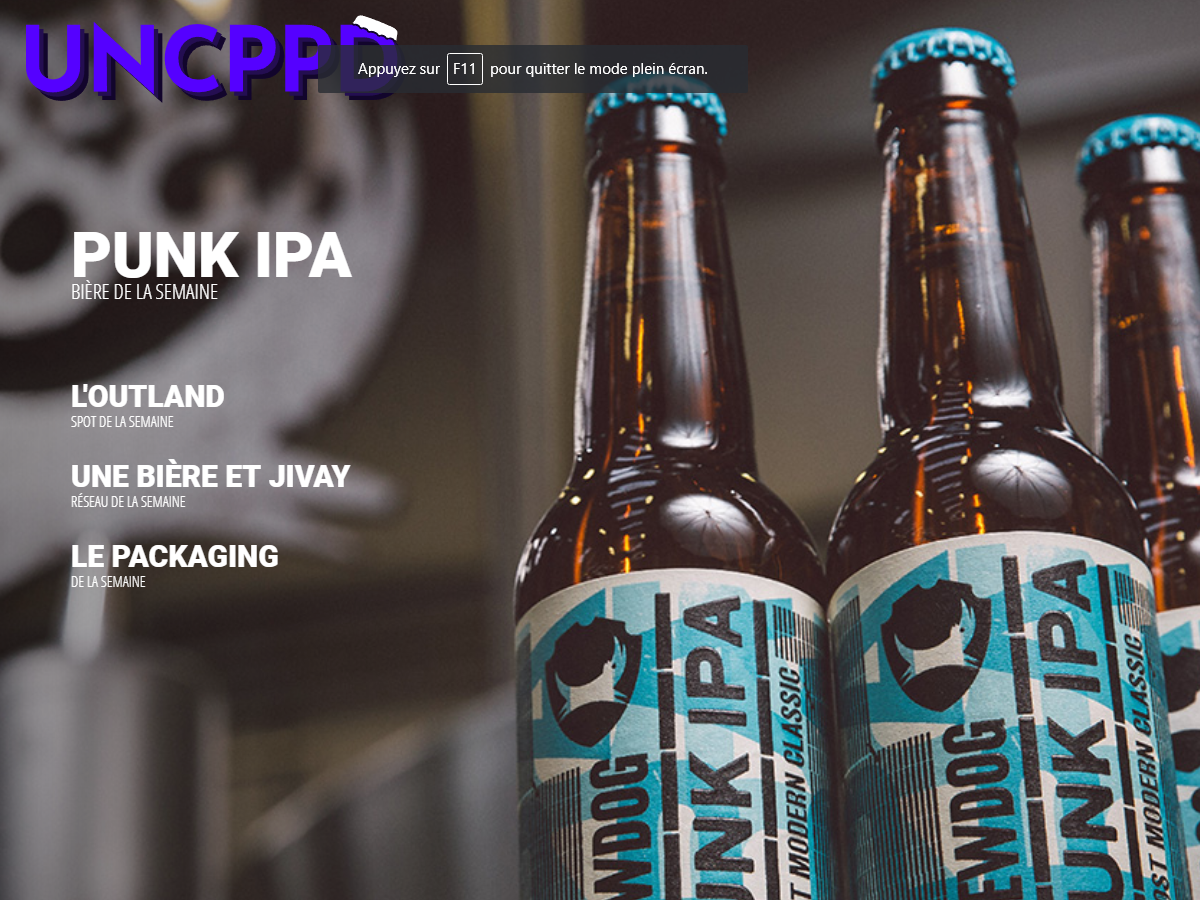 UNCPPD
Appuyez sur F11 pour quitter le mode plein écran.
PUNK IPA
BIÈRE DE LA SEMAINE
L'OUTLAND
SPOT DE LA SEMAINE
UNE BIÈRE ET JIVAY
RÉSEAU DE LA SEMAINE
LE PACKAGING
DE LA SEMAINE
EWDOG
UNK IPA
T MODERN CLASSIC
EWDOG
UNK IPA
OST MODERN CLASSIC